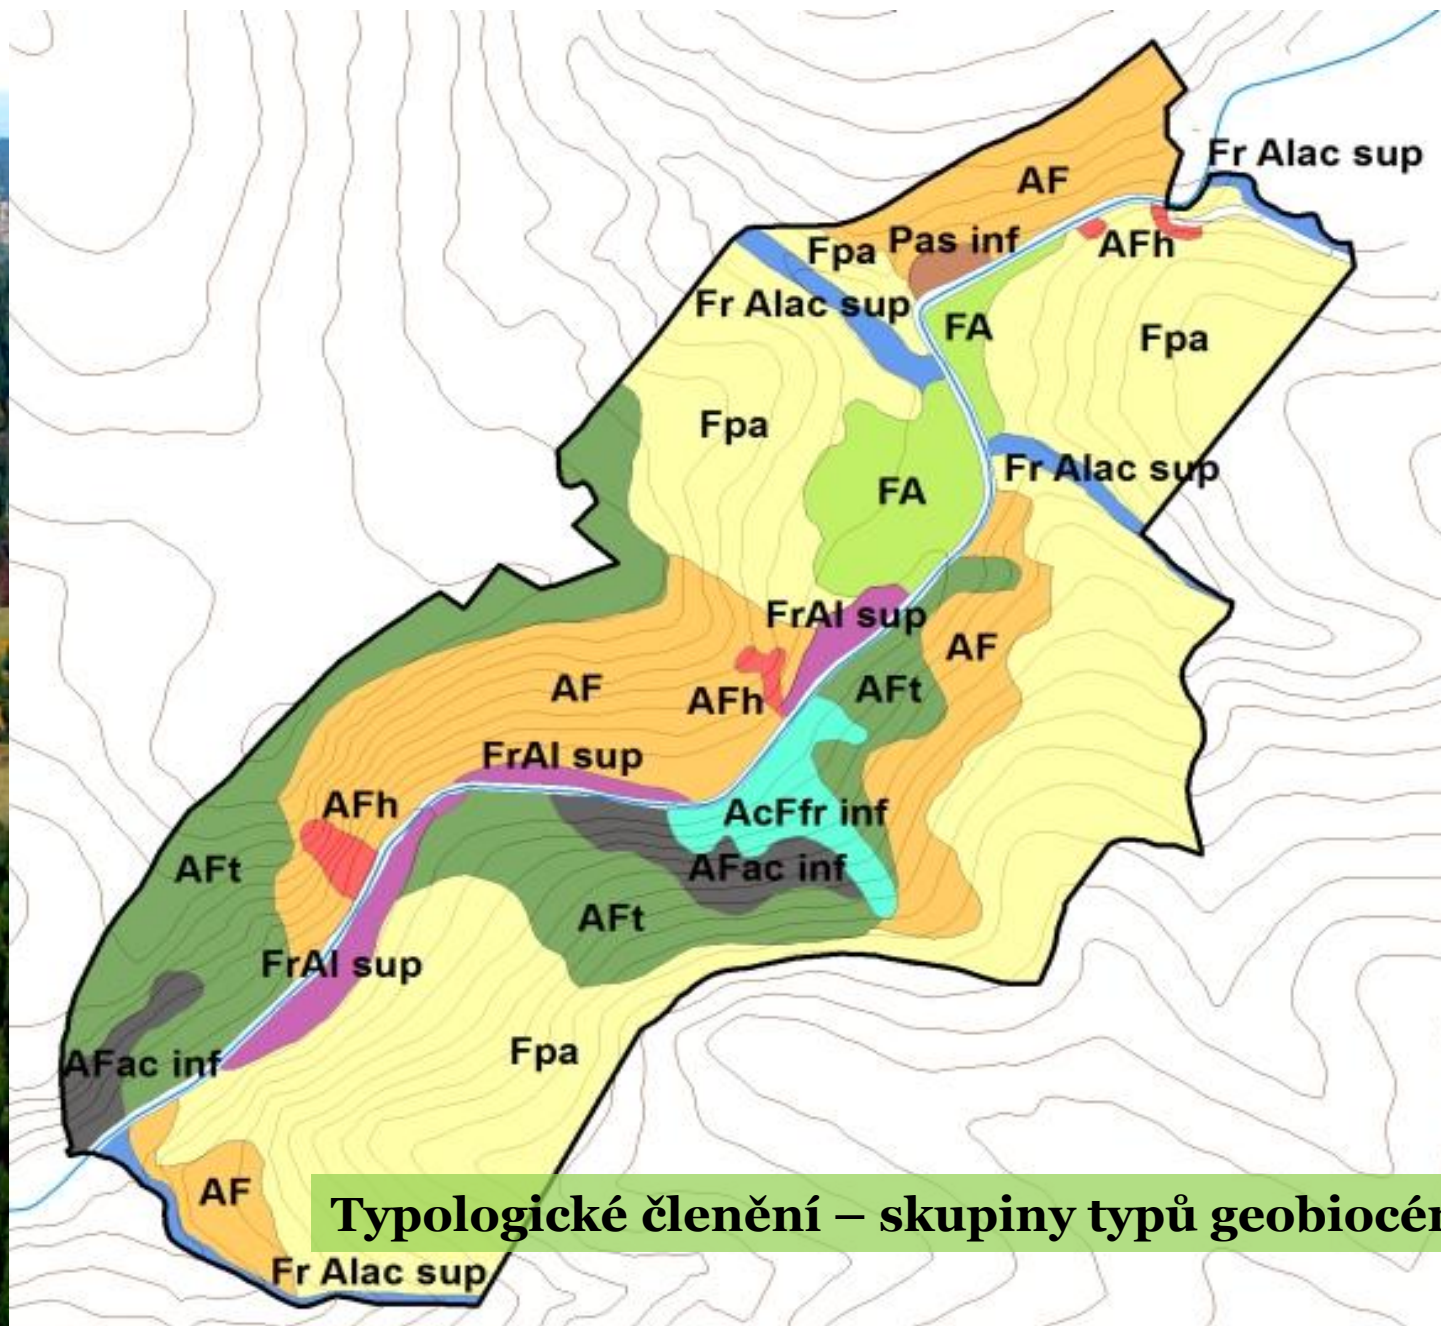 Fr Alac sup
AF
Pas inf
Fpa
AFh
Fr Alac sup
FA
Fpa
Fpa
Fr Alac sup
FA
FrAl sup
AF
AF
AFh
AFt
FrAl sup
AFh
AcFfr inf
AFt
AFac inf
AFt
FrAl sup
Fpa
AFac inf
AF
Typologické členění – skupiny typů geobiocén
Fr Alac sup